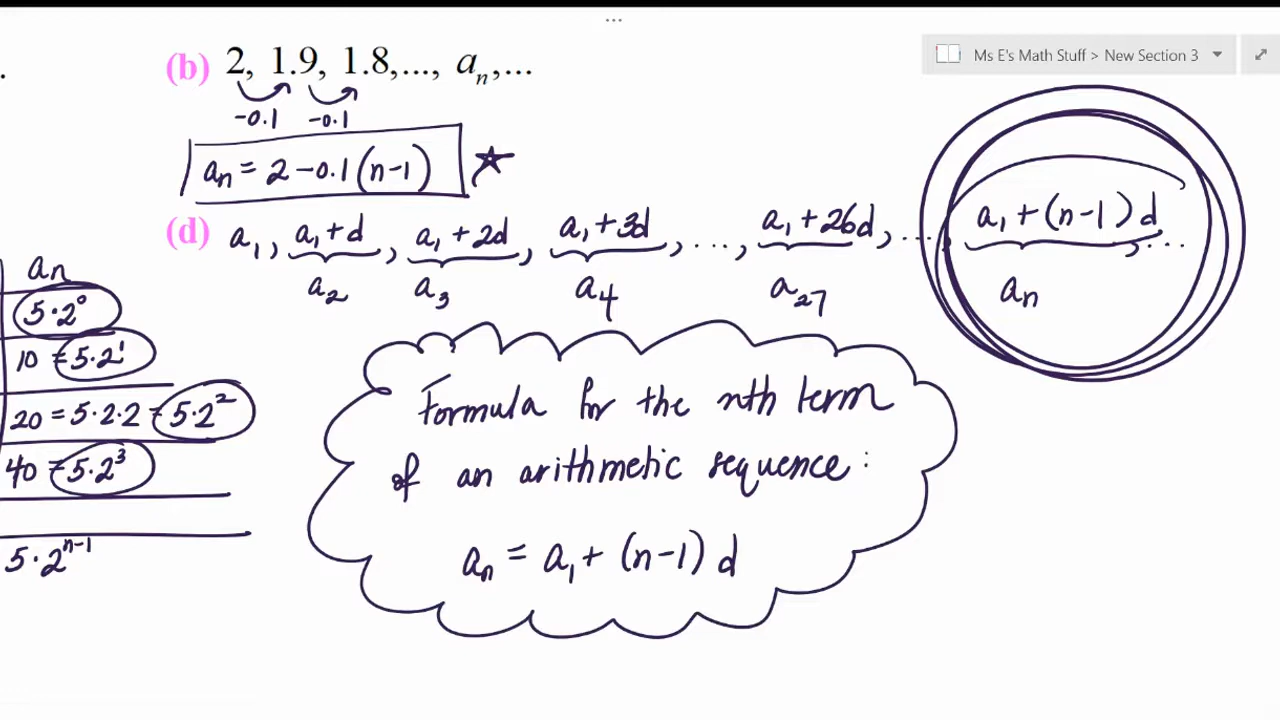 ...
Ms E's Math Stuff > New Section 3
(b) 2, 1.9, 1.8,..., aₙ,...
-0.1 -0.1
aₙ = 2 -0.1(n-1)
(d) a₁, a₁+d, a₁+2d, a₁+3d, ..., a₁+26d, ...., a₁+(n-1)d, ...
a₂ a₃ a₄ a₂₇ aₙ
aₙ
5·2⁰
10 = 5·2¹
20 = 5·2·2 = 5·2²
40 = 5·2³
5·2ⁿ⁻¹
Formula for the nth term
of an arithmetic sequence:
aₙ = a₁ + (n-1) d